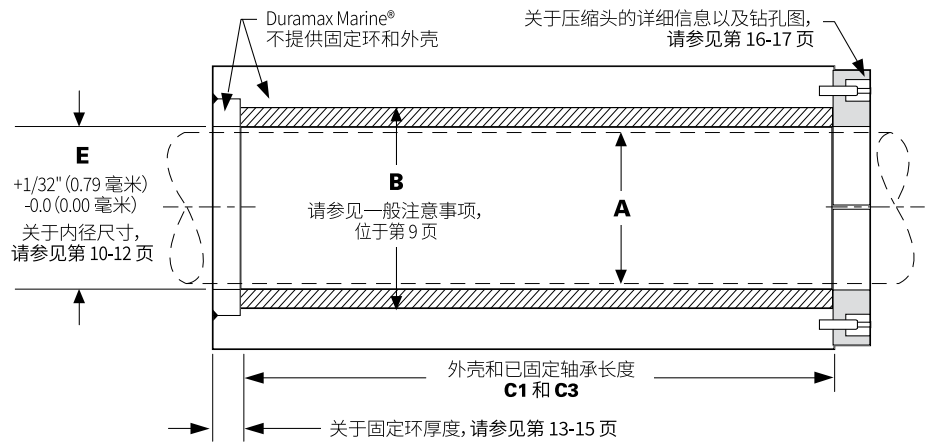 Duramax Marine®
不提供固定环和外壳
关于压缩头的详细信息以及钻孔图，
请参见第 16-17 页
E
+1/32" (0.79 毫米)
-0.0 (0.00 毫米)
关于内径尺寸，
请参见第 10-12 页
B
请参见一般注意事项，
位于第 9 页
A
外壳和已固定轴承长度
C1 和 C3
关于固定环厚度，请参见第 13-15 页